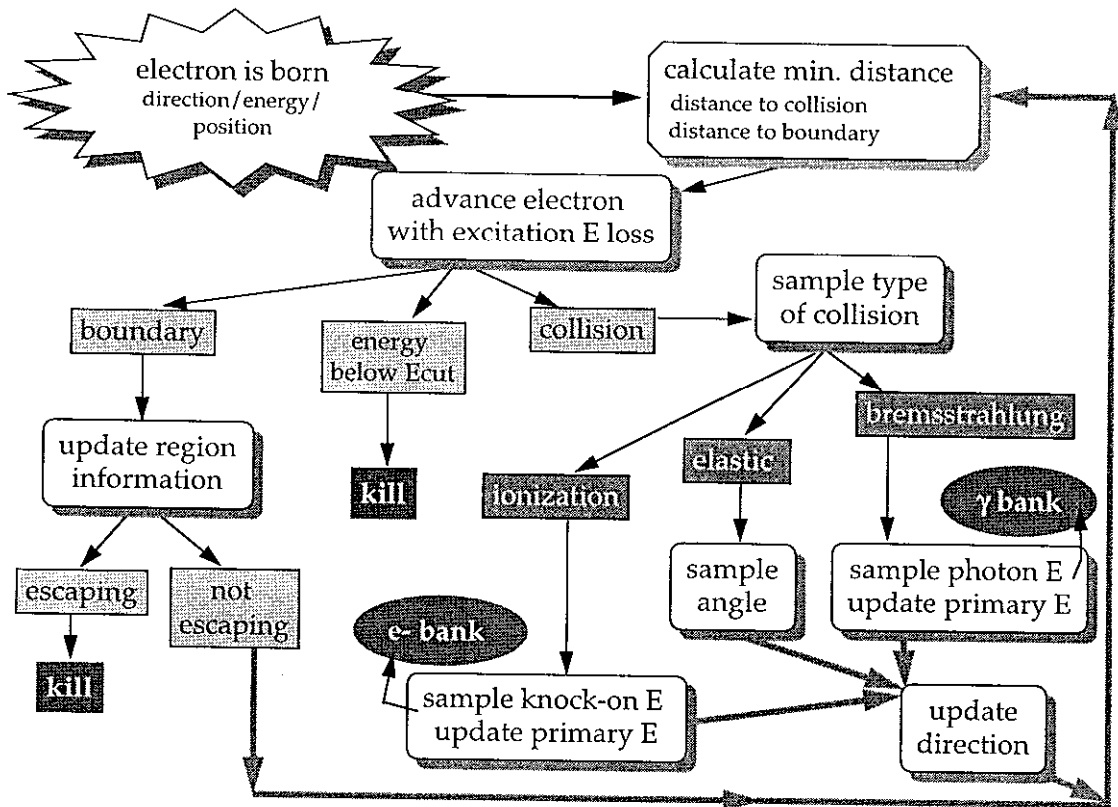 electron is born
direction/energy/
position
calculate min. distance
distance to collision
distance to boundary
advance electron
with excitation E loss
boundary
energy
below Ecut
collision
sample type
of collision
update region
information
kill
ionization
elastic
bremsstrahlung
γ bank
escaping
not
escaping
kill
e- bank
sample
angle
sample photon E
update primary E
sample knock-on E
update primary E
update
direction